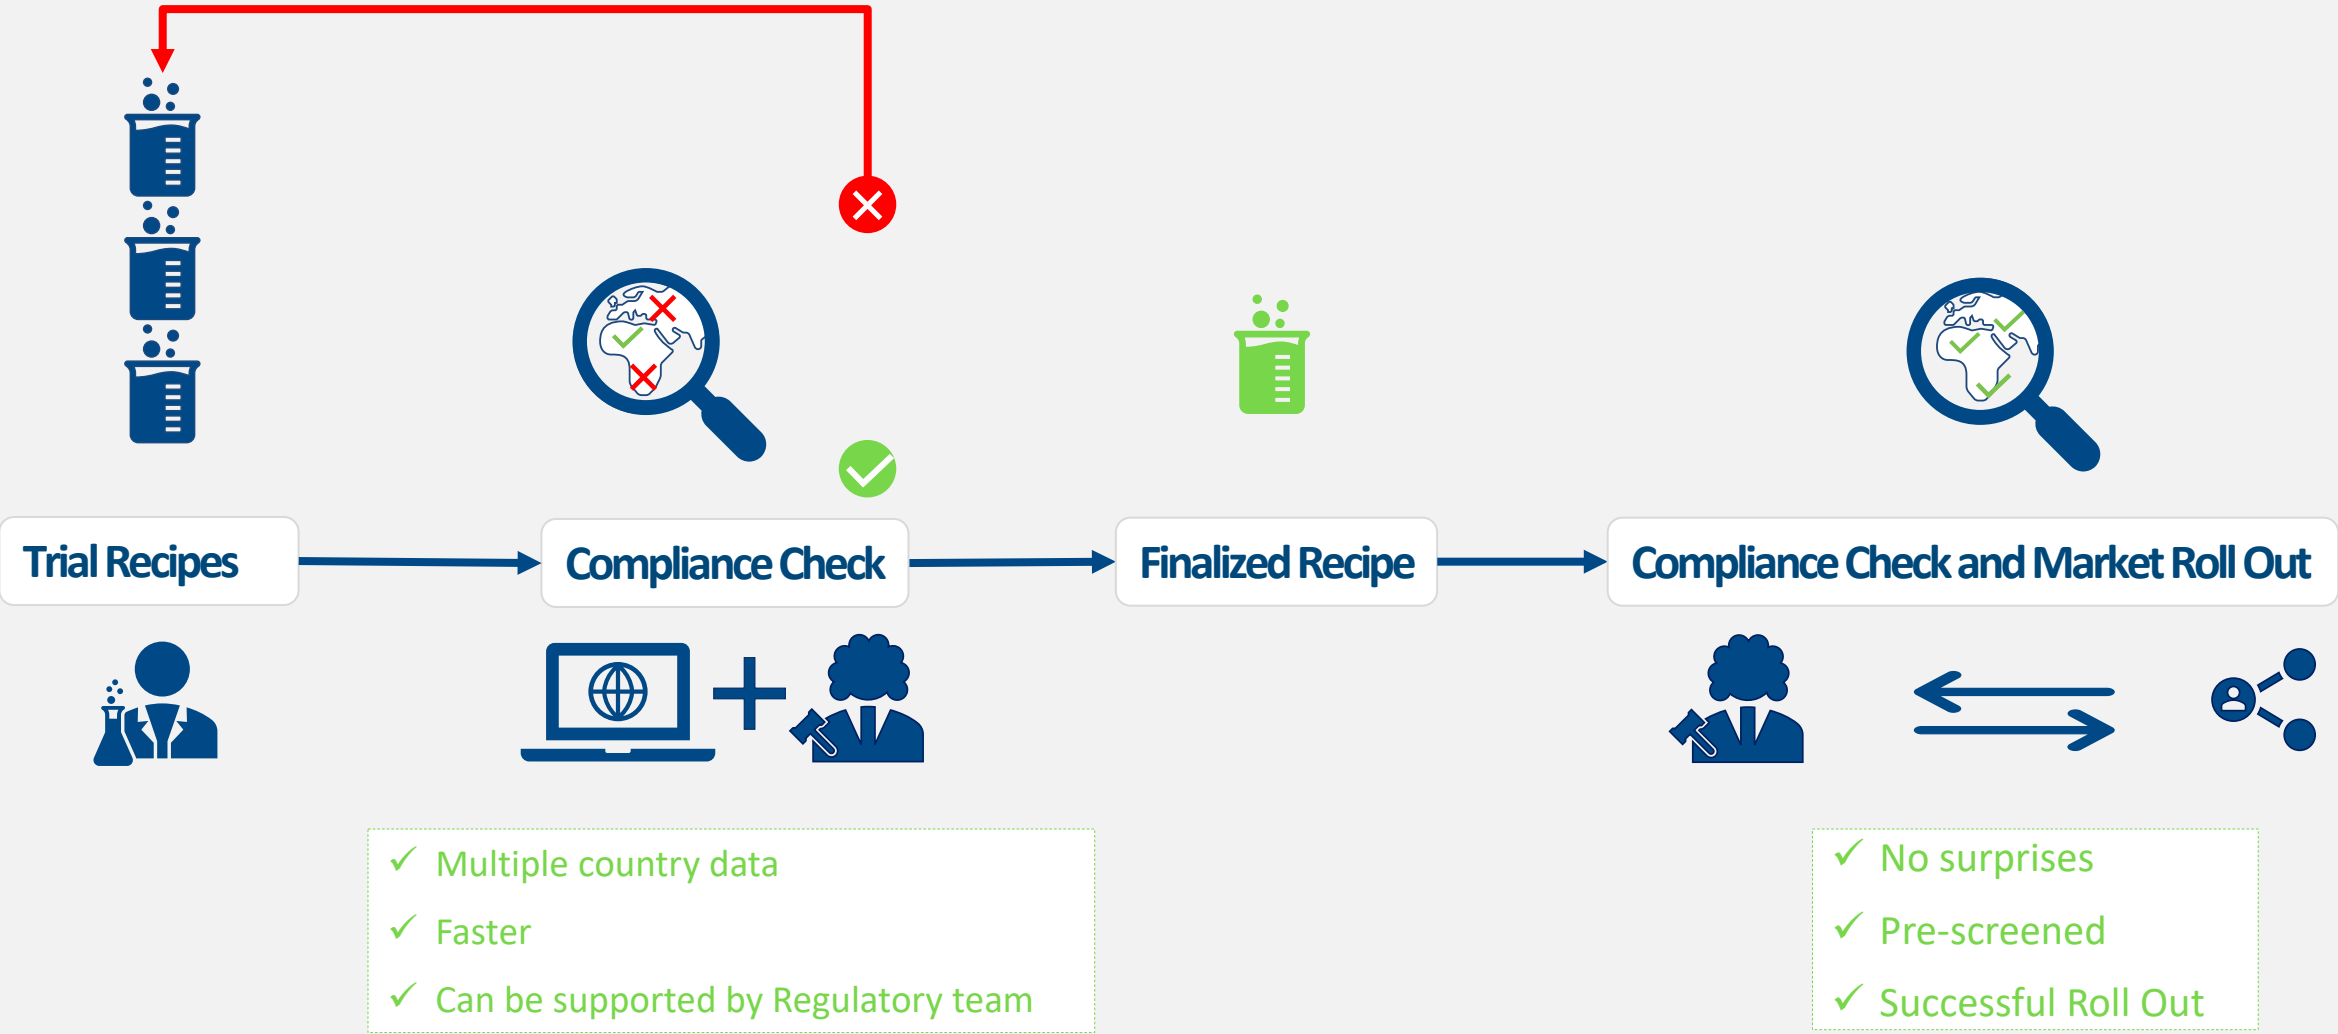 Trial Recipes
Compliance Check
Finalized Recipe
Compliance Check and Market Roll Out
✓ Multiple country data
✓ Faster
✓ Can be supported by Regulatory team
✓ No surprises
✓ Pre-screened
✓ Successful Roll Out